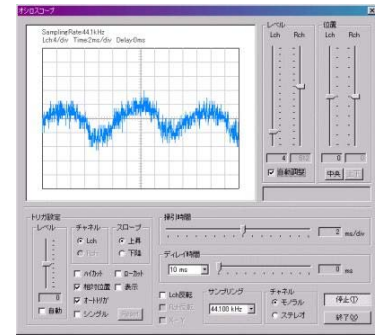 オシロスコープ
SamplingRate:44.1kHz
Lch:4/div Time:2ms/div Delay:0ms
レベル
Lch Rch
4
自動調整
位置
Lch Rch
0 0
中央
トリガ設定
レベル
自動
チャネル
Lch
スロープ
上昇
下降
ハイカット ローカット
相対位置 表示
オートトリガ
シングル
掃引時間
2 ms/div
ディレイ時間
10 ms
0 ms
Lch反転
サンプリング
44.100 kHz
チャネル
モノラル
ステレオ
停止(T)
終了(X)